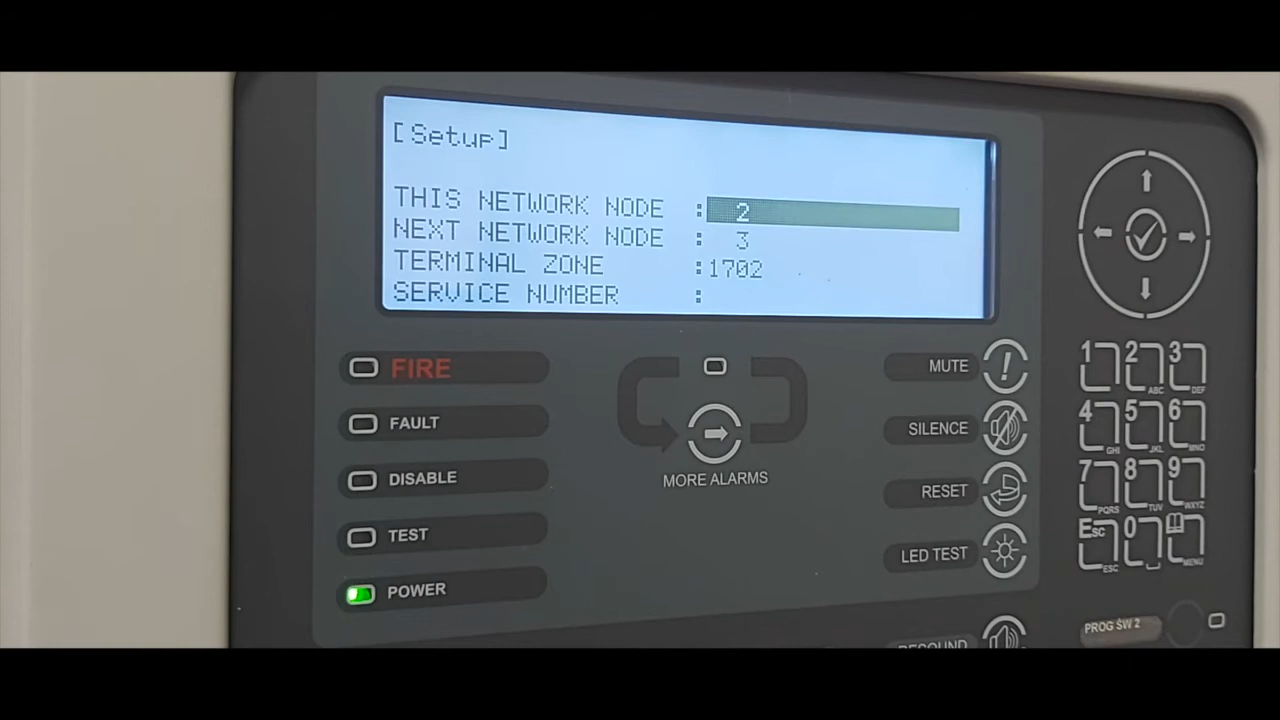 [Setup]
THIS NETWORK NODE : 2
NEXT NETWORK NODE : 3
TERMINAL ZONE :1702
SERVICE NUMBER :
FIRE
FAULT
DISABLE
TEST
POWER
MORE ALARMS
MUTE
SILENCE
RESET
LED TEST
RESOUND
1 2 ABC 3 DEF
4 GHI 5 JKL 6 MNO
7 PQRS 8 TUV 9 WXYZ
Esc ESC 0 MENU
PROG ŚW 2